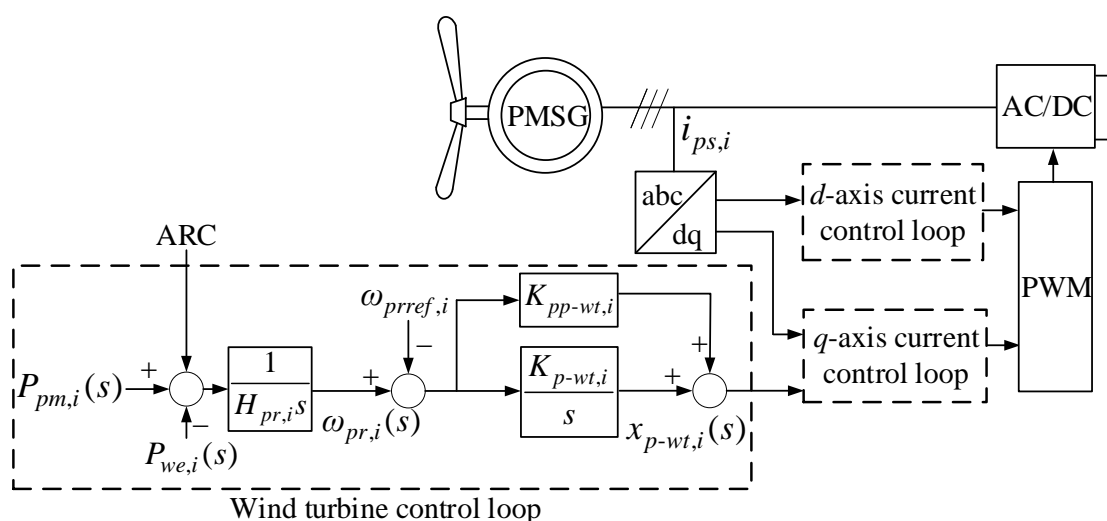 PMSG
AC/DC
i_{ps,i}
abc
dq
d-axis current
control loop
PWM
ARC
ω_{prref,i}
K_{pp-wt,i}
q-axis current
control loop
−
+
+
P_{pm,i}(s)
1
H_{pr,i}s
+
K_{p-wt,i}
s
+
ω_{pr,i}(s)
x_{p-wt,i}(s)
−
P_{we,i}(s)
Wind turbine control loop